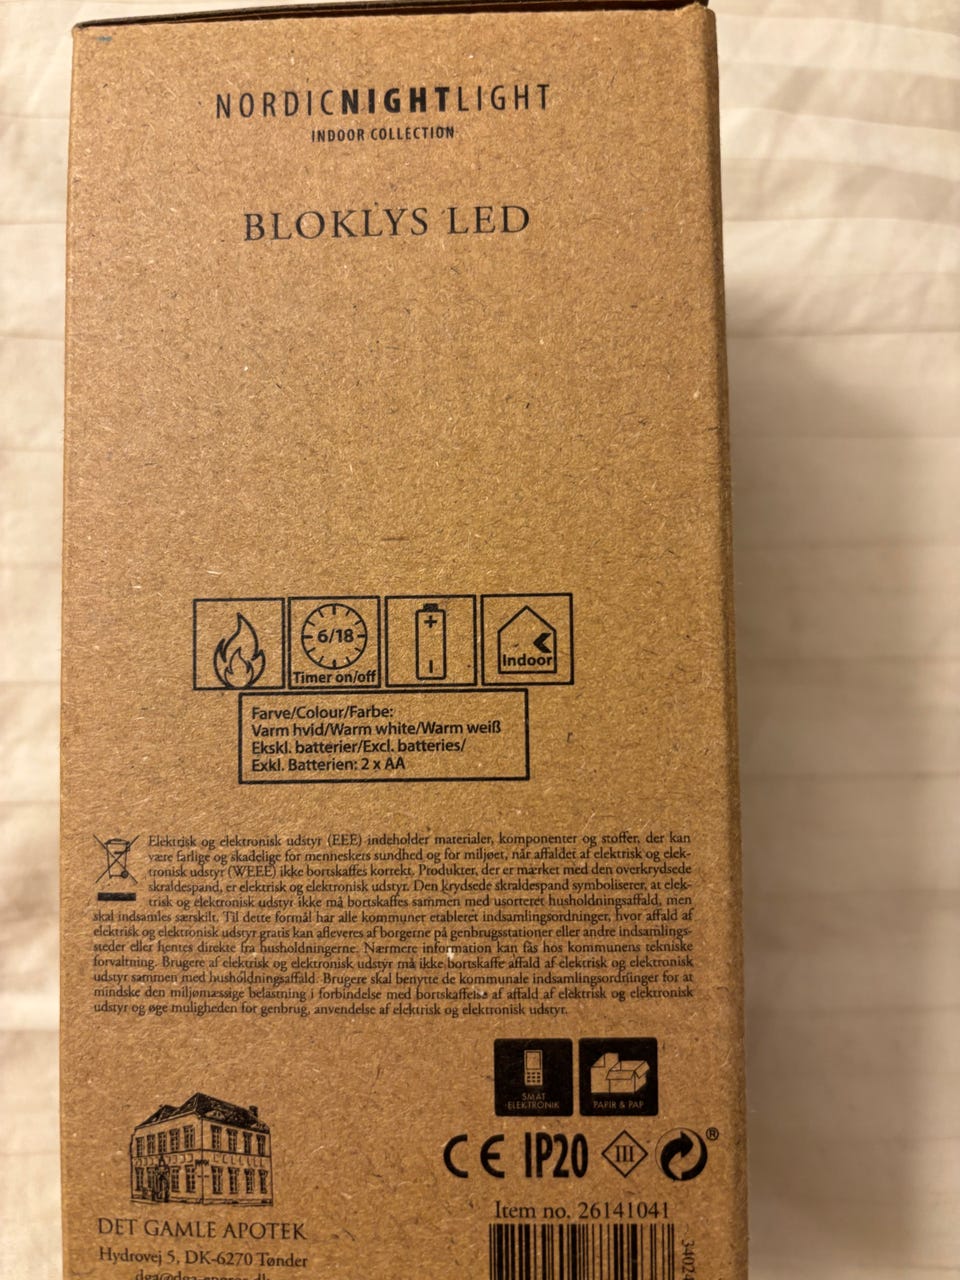 NORDICNIGHTLIGHT
INDOOR COLLECTION
BLOKLYS LED
6/18
Timer on/off
+
Indoor
Farve/Colour/Farbe:
Varm hvid/Warm white/Warm weiß
Ekskl. batterier/Excl. batteries/
Exkl. Batterien: 2 x AA
Elektrisk og elektronisk udstyr (EEE) indeholder materialer, komponenter og stoffer, der kan
være farlige og skadelige for menneskers sundhed og for miljøet, når affaldet af elektrisk og elek-
tronisk udstyr (WEEE) ikke bortskaffes korrekt. Produkter, der er mærket med den overkrydsede
skraldespand, er elektrisk og elektronisk udstyr. Den krydsede skraldespand symboliserer, at elek-
trisk og elektronisk udstyr ikke må bortskaffes sammen med usorteret husholdningsaffald, men
skal indsamles særskilt. Til dette formål har alle kommuner etableret indsamlingsordninger, hvor affald af
elektrisk og elektronisk udstyr gratis kan afleveres af borgerne på genbrugsstationer eller andre indsamlings-
steder eller hentes direkte fra husholdningerne. Nærmere information kan fås hos kommunens tekniske
forvaltning. Brugere af elektrisk og elektronisk udstyr må ikke bortskaffe affald af elektrisk og elektronisk
udstyr sammen med husholdningsaffald. Brugere skal benytte de kommunale indsamlingsordninger for at
mindske den miljømæssige belastning i forbindelse med bortskaffelse af affald af elektrisk og elektronisk
udstyr og øge muligheden for genbrug, anvendelse af elektrisk og elektronisk udstyr.
SMÅT
ELEKTRONIK
PAPIR & PAP
CE IP20 III ®
Item no. 26141041
DET GAMLE APOTEK
Hydrovej 5, DK-6270 Tønder